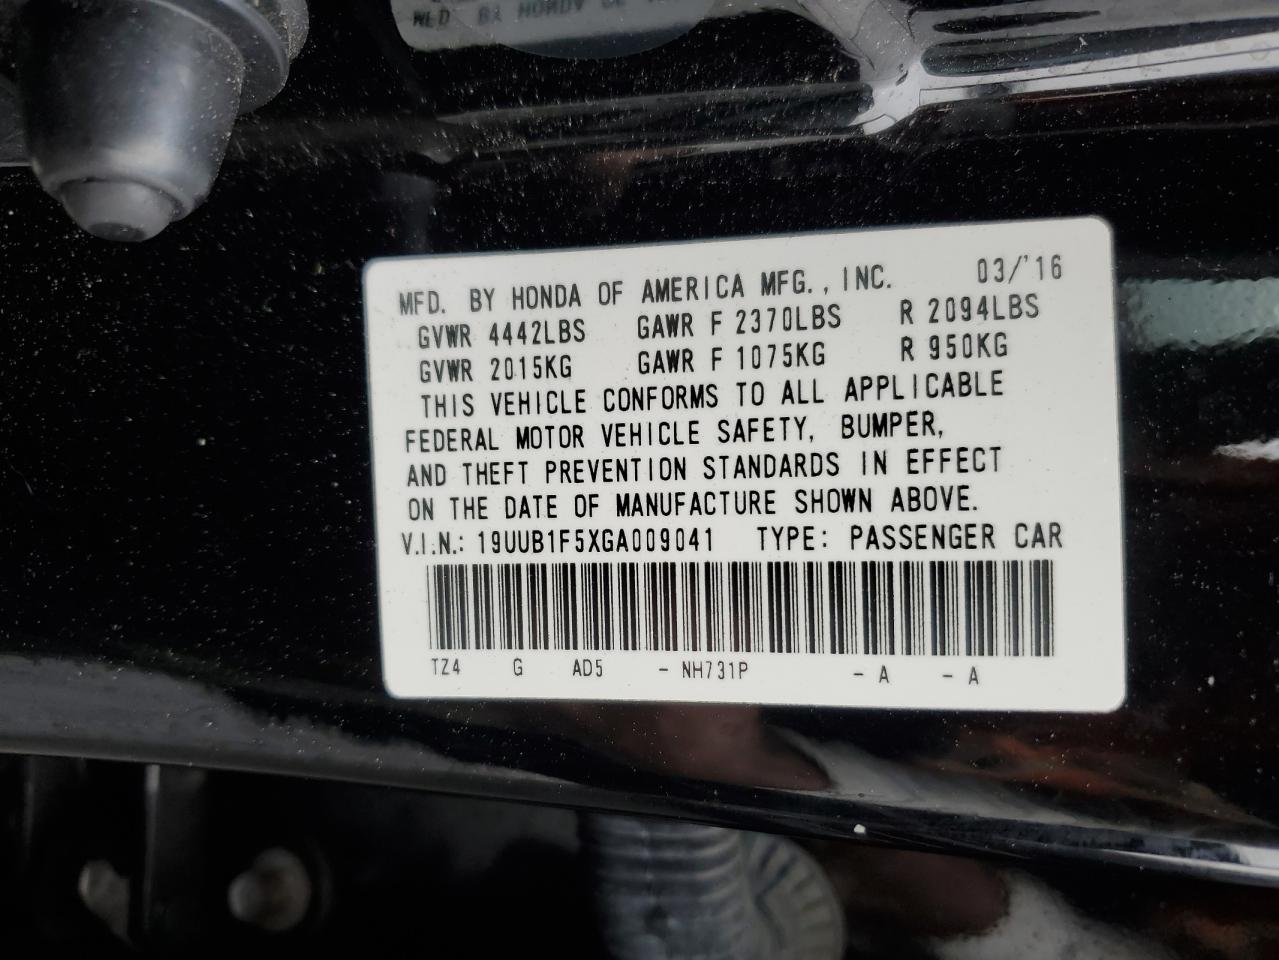 MFD. BY HONDA OF AMERICA MFG., INC. 03/'16
GVWR 4442LBS GAWR F 2370LBS R 2094LBS
GVWR 2015KG GAWR F 1075KG R 950KG
THIS VEHICLE CONFORMS TO ALL APPLICABLE
FEDERAL MOTOR VEHICLE SAFETY, BUMPER,
AND THEFT PREVENTION STANDARDS IN EFFECT
ON THE DATE OF MANUFACTURE SHOWN ABOVE.
V.I.N.: 19UUB1F5XGA009041 TYPE: PASSENGER CAR
TZ4 G AD5 - NH731P - A - A